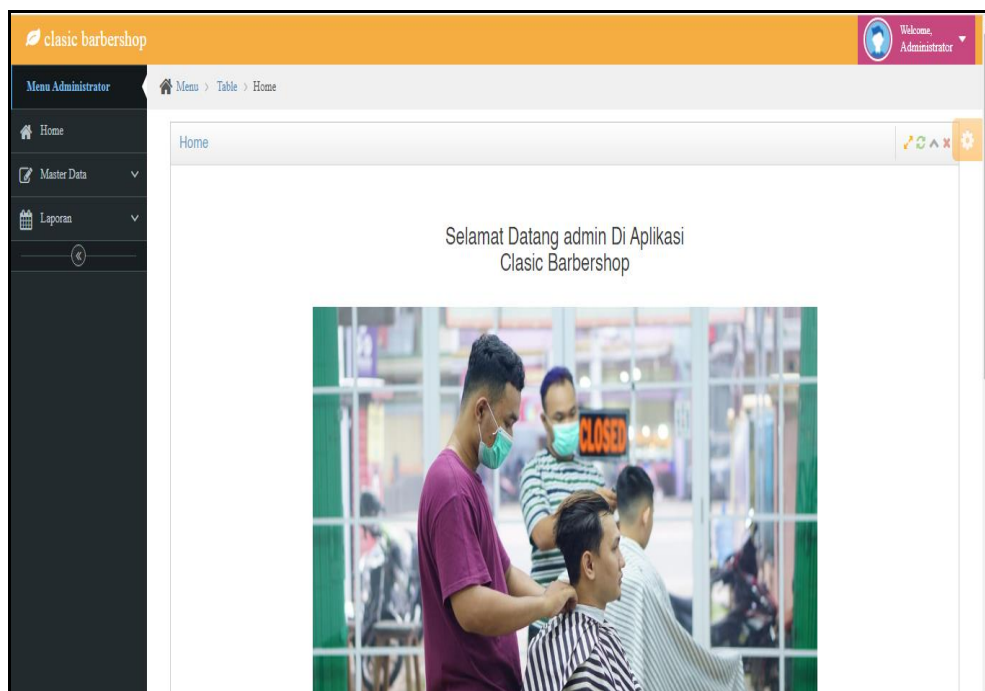 clasic barbershop
Welcome,
Administrator
Menu Administrator
Menu > Table > Home
Home
Master Data
Laporan
Home
Selamat Datang admin Di Aplikasi
Clasic Barbershop
CLOSED